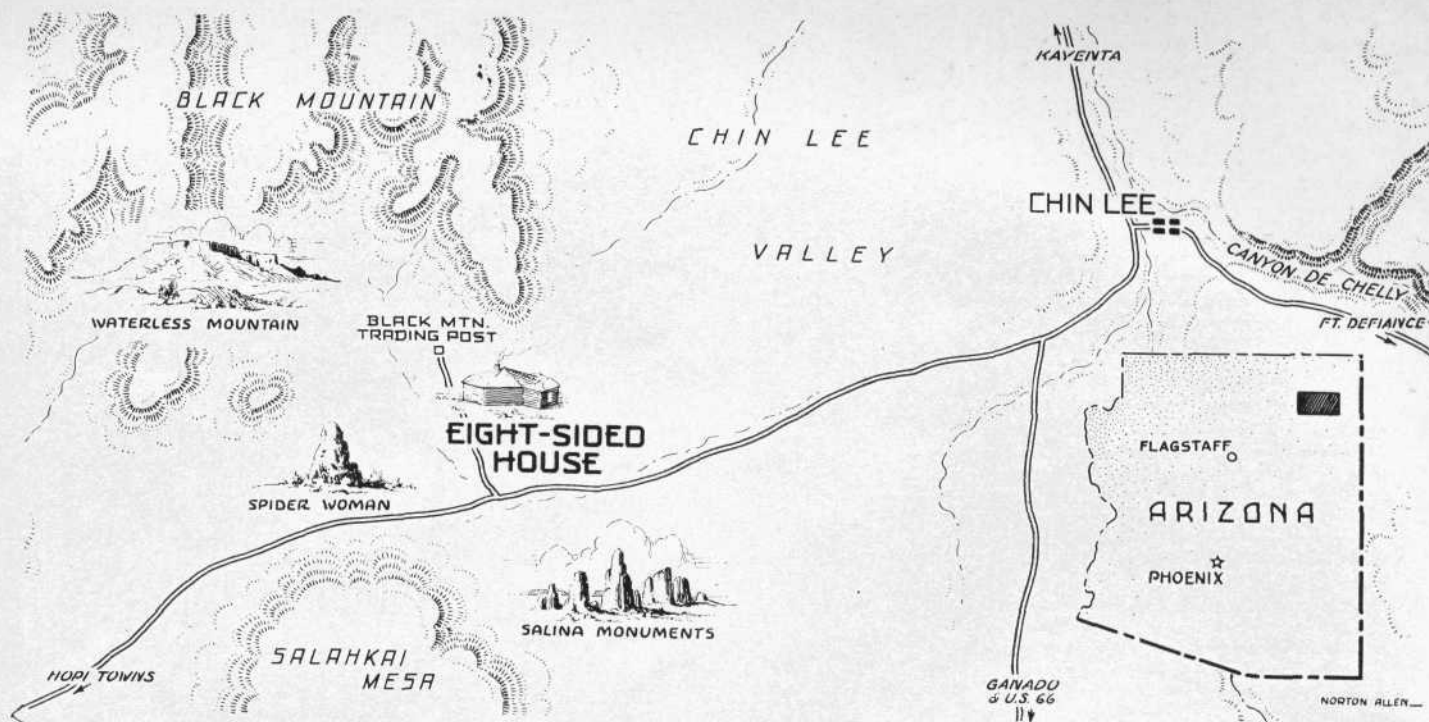 KAYENTA
BLACK MOUNTAIN
CHIN LEE
VALLEY
CHIN LEE
CANYON DE CHELLY
FT. DEFIANCE
WATERLESS MOUNTAIN
BLACK MTN.
TRADING POST
EIGHT-SIDED
HOUSE
SPIDER WOMAN
SALINA MONUMENTS
SALAHKAI
MESA
HOPI TOWNS
GANADO
& U.S. 66
FLAGSTAFF
ARIZONA
PHOENIX
NORTON ALLEN